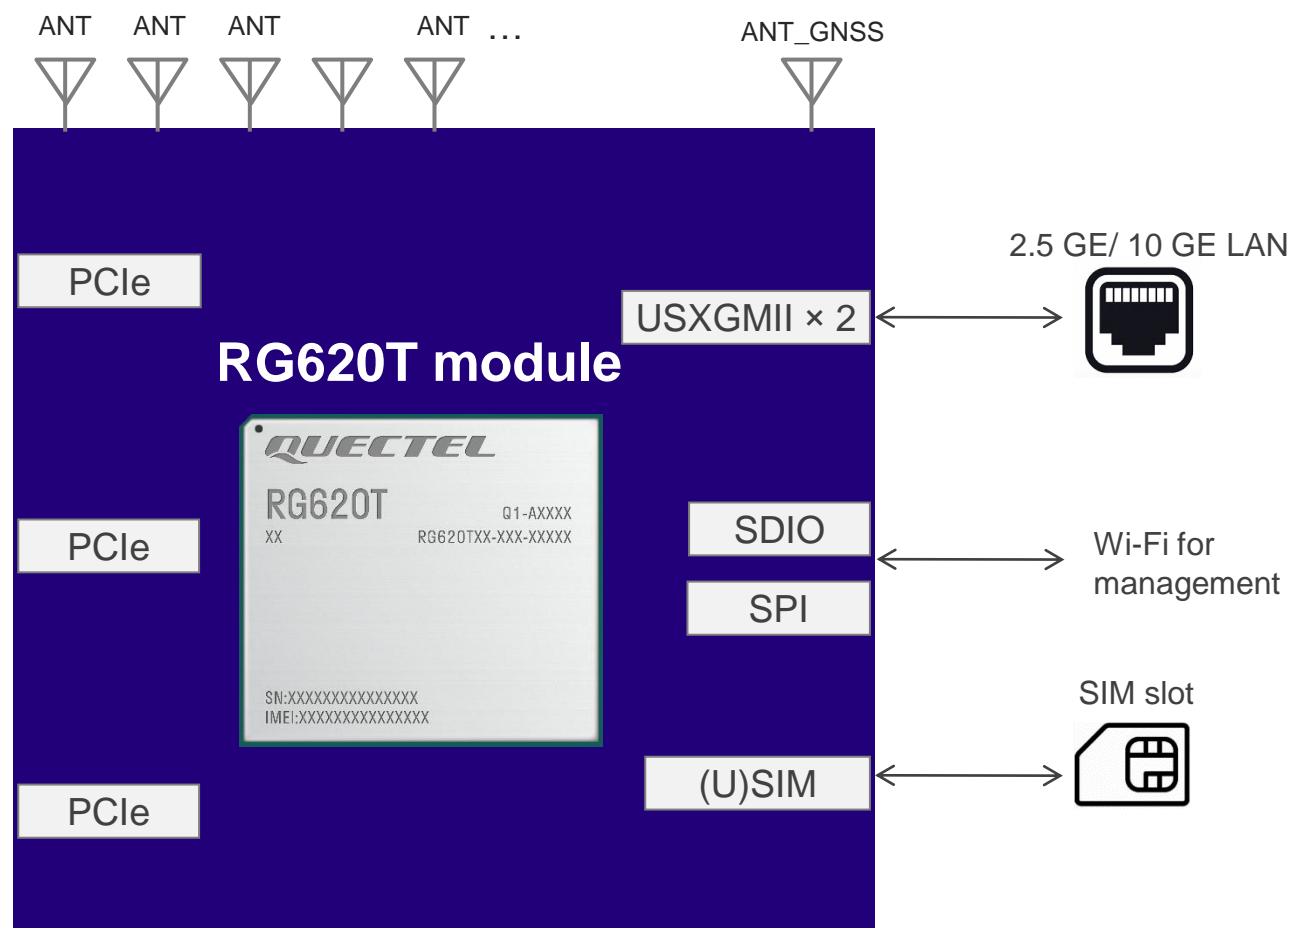 ANT ANT ANT ANT ... ANT_GNSS
2.5 GE/ 10 GE LAN
PCIe
USXGMII × 2
RG620T module
QUECTEL
RG620T
Q1-AXXXX
XX RG620TXX-XXX-XXXXX
SDIO
PCIe
Wi-Fi for
management
SPI
SN:XXXXXXXXXXXXXXX
IMEI:XXXXXXXXXXXXXXX
SIM slot
(U)SIM
PCIe